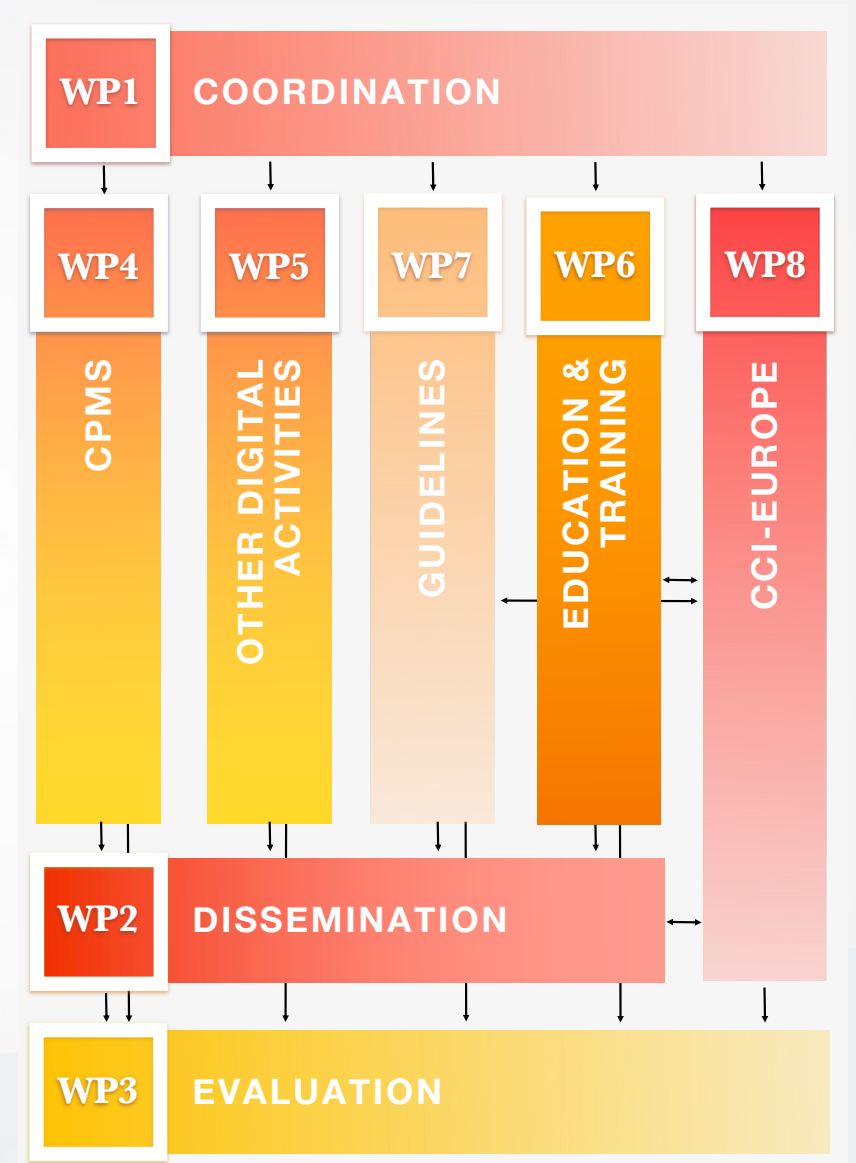 WP1
COORDINATION
WP4
CPMS
WP5
OTHER DIGITAL
ACTIVITIES
WP7
GUIDELINES
WP6
EDUCATION &
TRAINING
WP8
CCI-EUROPE
WP2
DISSEMINATION
WP3
EVALUATION